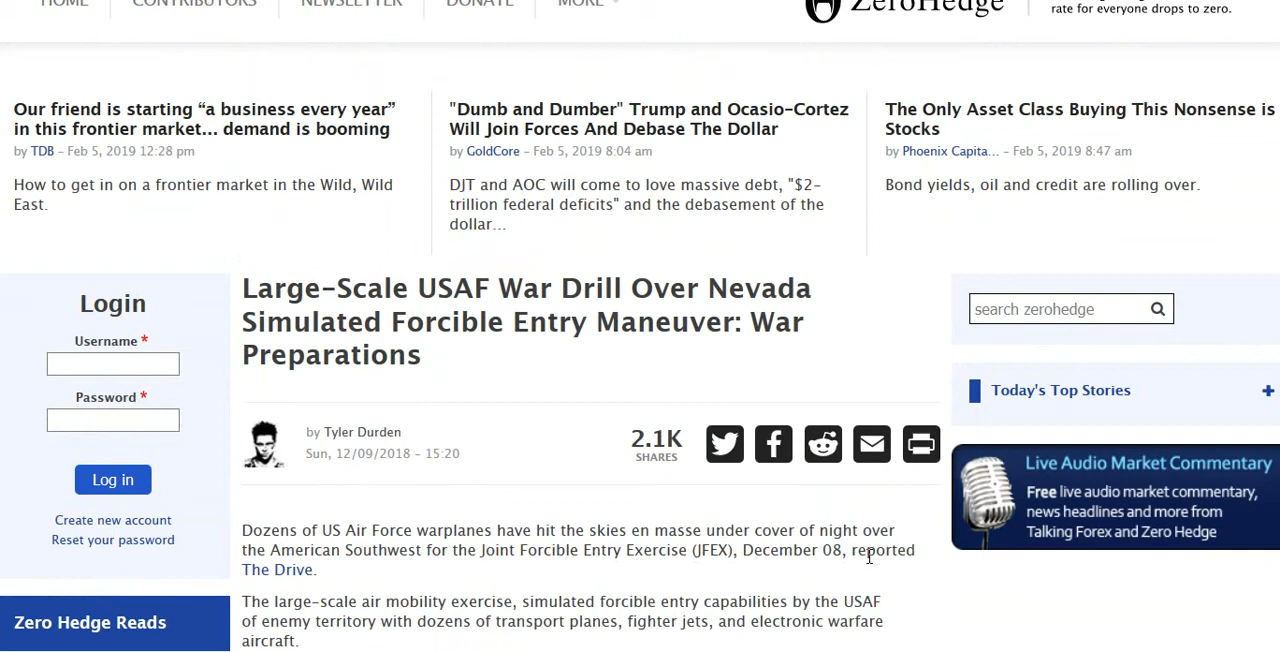 HOME
CONTRIBUTORS
NEWSLETTER
DONATE
MORE
ZeroHedge
rate for everyone drops to zero.
Our friend is starting “a business every year”
in this frontier market... demand is booming
by TDB – Feb 5, 2019 12:28 pm
How to get in on a frontier market in the Wild, Wild
East.
"Dumb and Dumber" Trump and Ocasio-Cortez
Will Join Forces And Debase The Dollar
by GoldCore – Feb 5, 2019 8:04 am
DJT and AOC will come to love massive debt, "$2-
trillion federal deficits" and the debasement of the
dollar...
The Only Asset Class Buying This Nonsense is
Stocks
by Phoenix Capita... – Feb 5, 2019 8:47 am
Bond yields, oil and credit are rolling over.
Login
Username *
Password *
Log in
Create new account
Reset your password
Zero Hedge Reads
Large-Scale USAF War Drill Over Nevada
Simulated Forcible Entry Maneuver: War
Preparations
by Tyler Durden
Sun, 12/09/2018 - 15:20
2.1K
SHARES
Dozens of US Air Force warplanes have hit the skies en masse under cover of night over
the American Southwest for the Joint Forcible Entry Exercise (JFEX), December 08, reported
The Drive.
The large-scale air mobility exercise, simulated forcible entry capabilities by the USAF
of enemy territory with dozens of transport planes, fighter jets, and electronic warfare
aircraft.
search zerohedge
Today's Top Stories +
Live Audio Market Commentary
Free live audio market commentary,
news headlines and more from
Talking Forex and Zero Hedge